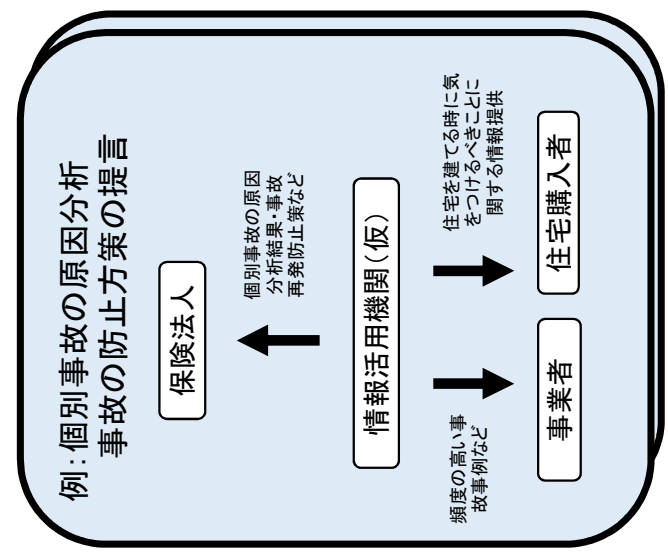 例：個別事故の原因分析
事故の防止方策の提言
保険法人
個別事故の原因
分析結果・事故
再発防止策など
情報活用機関（仮）
頻度の高い事
故事例など
住宅を建てる時に気
をつけるべきことに
関する情報提供
事業者
住宅購入者